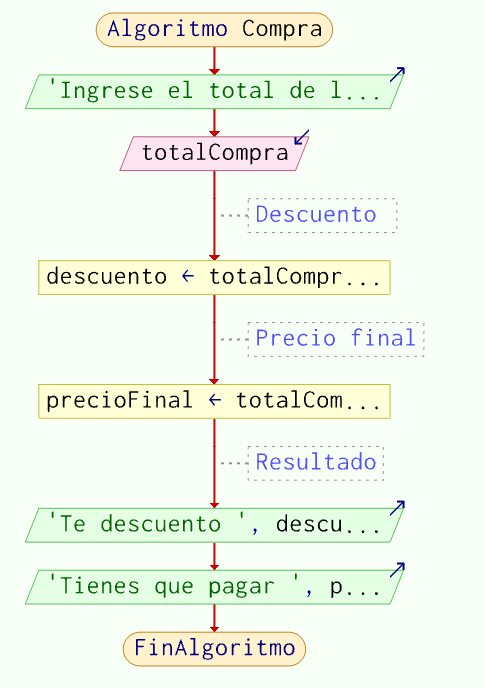 Algoritmo Compra
'Ingrese el total de l...
totalCompra
Descuento
descuento ← totalCompr...
Precio final
precioFinal ← totalCom...
Resultado
'Te descuento ', descu...
'Tienes que pagar ', p...
FinAlgoritmo